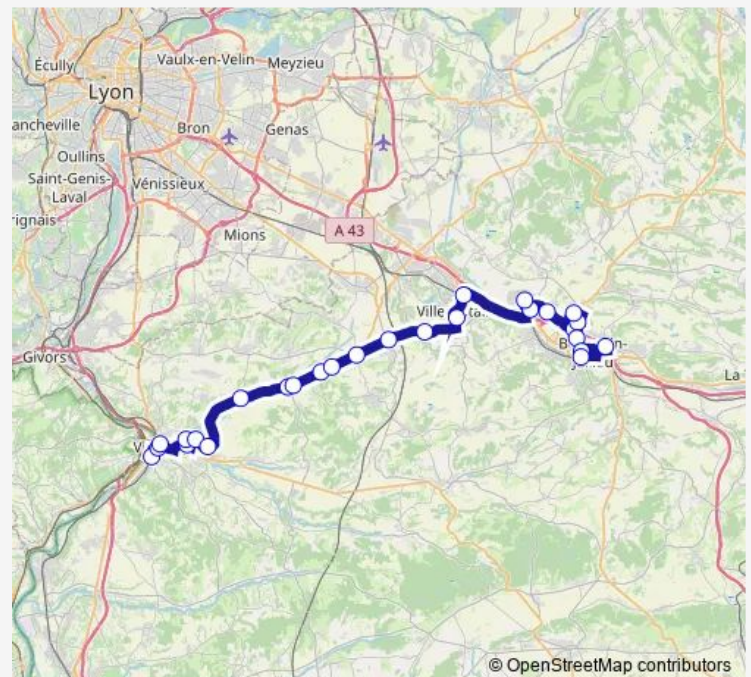 Écully
Vaulx-en-Velin
Meyzieu
Lyon
ancheville
Bron
Genas
Oullins
Saint-Genis-
Laval
Vénissieux
rignais
Mions
A 43
Ville
Givors
La
© OpenStreetMap contributors